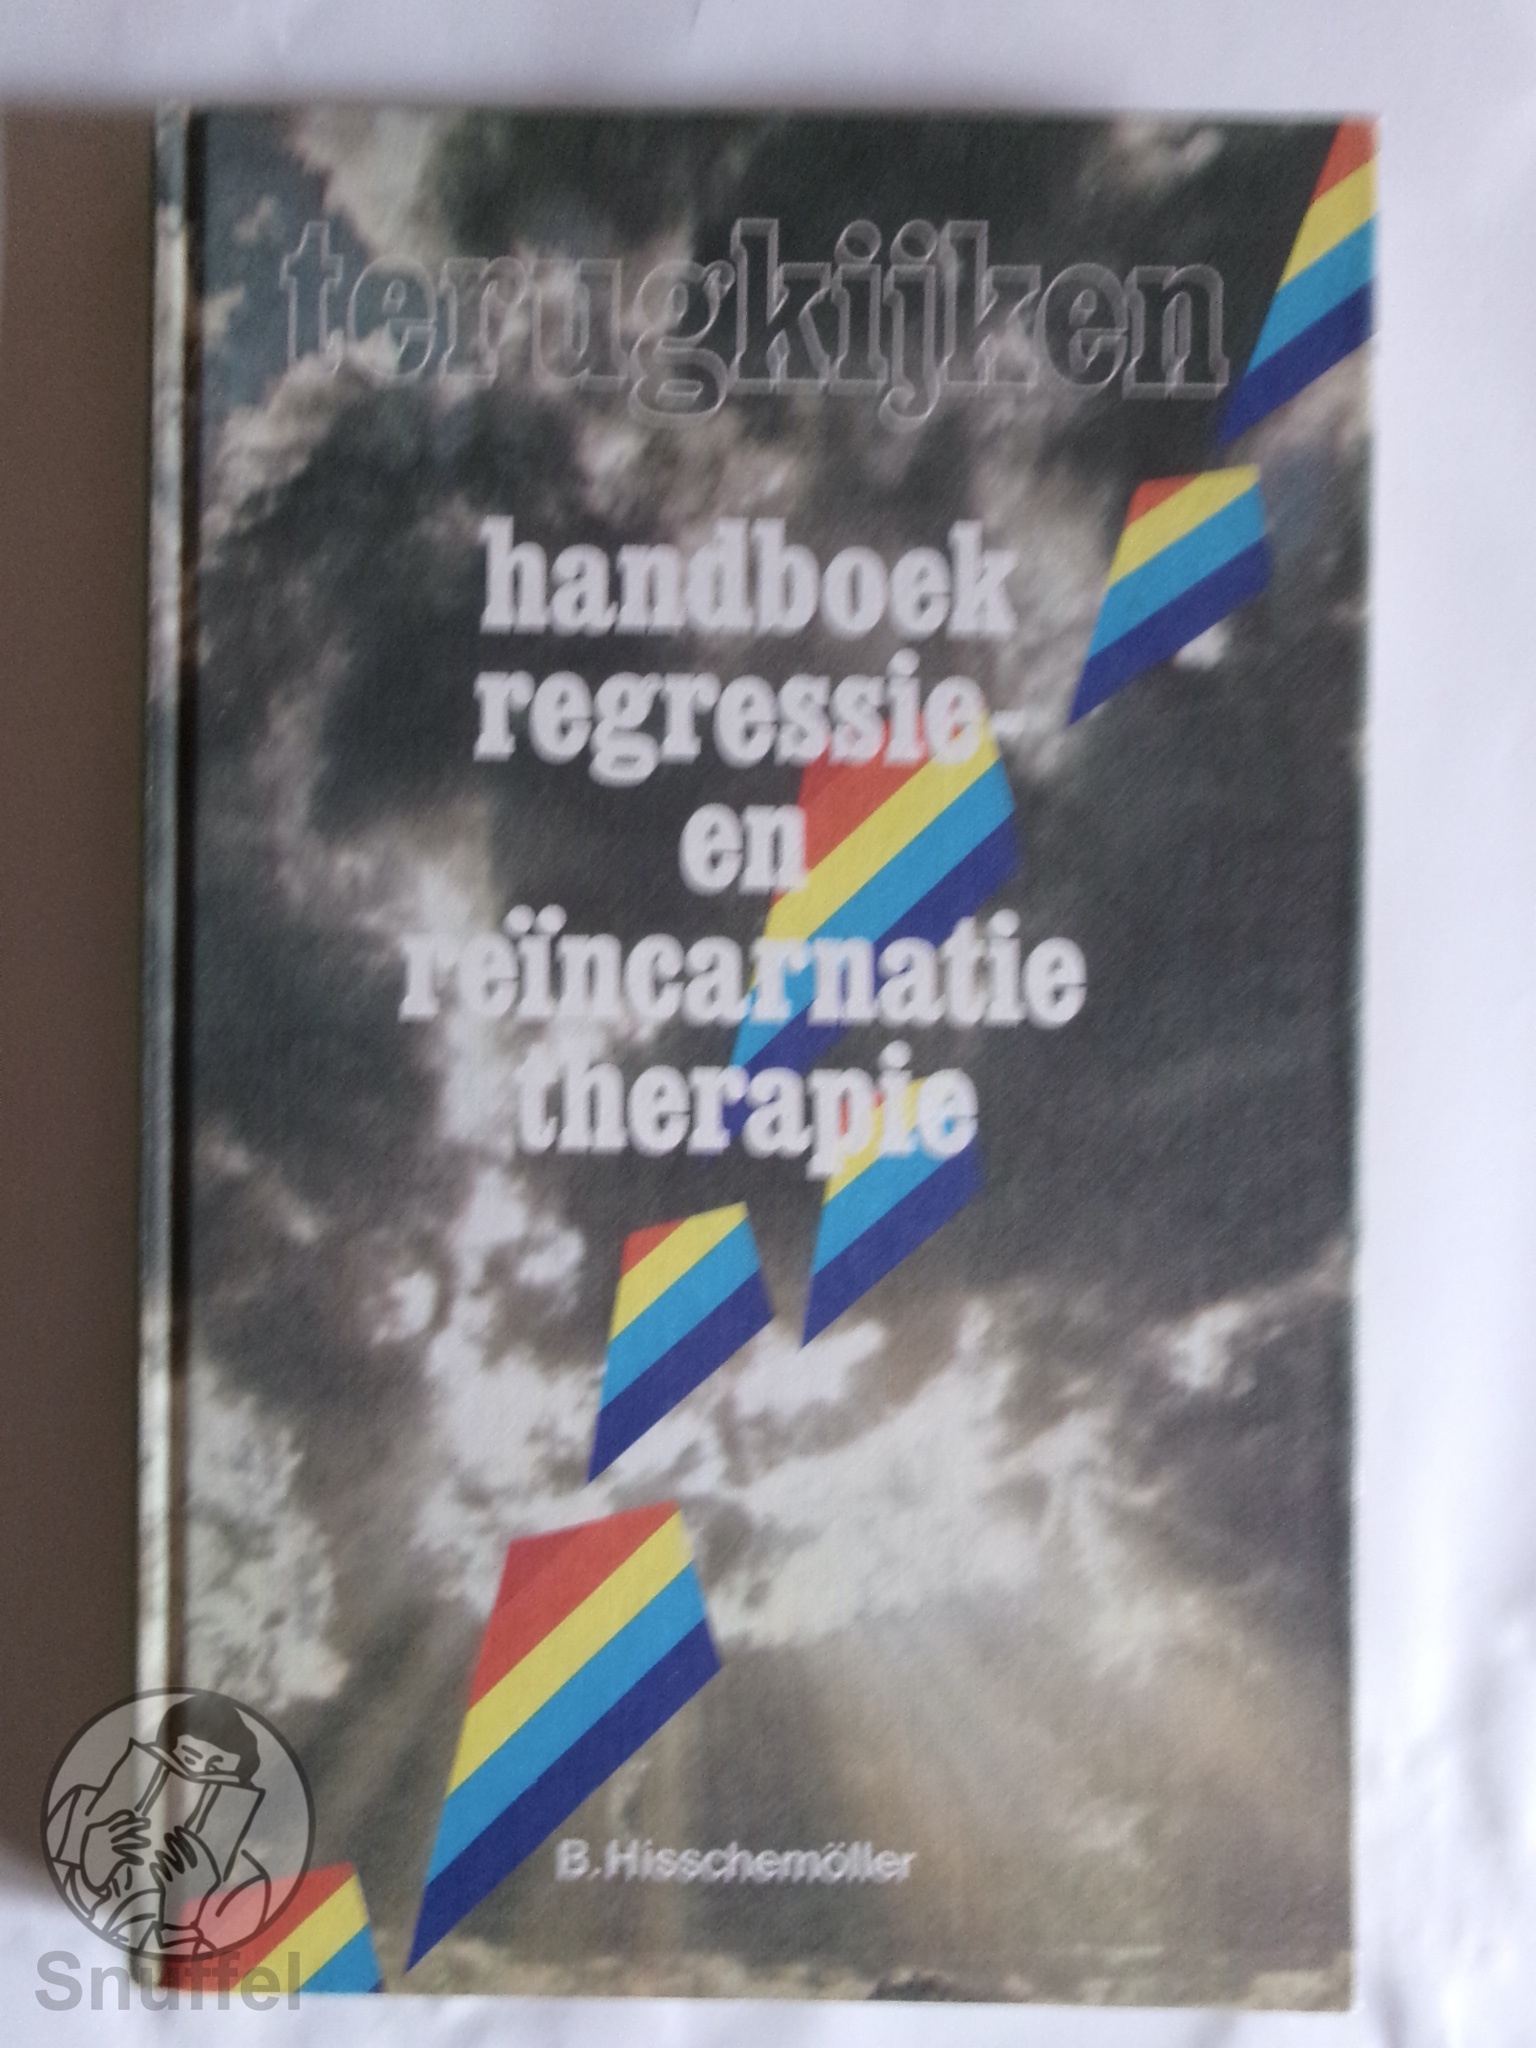 terugkijken
handboek
regressie-
en
reïncarnatie
therapie
B.Hisschemöller
Snuffel